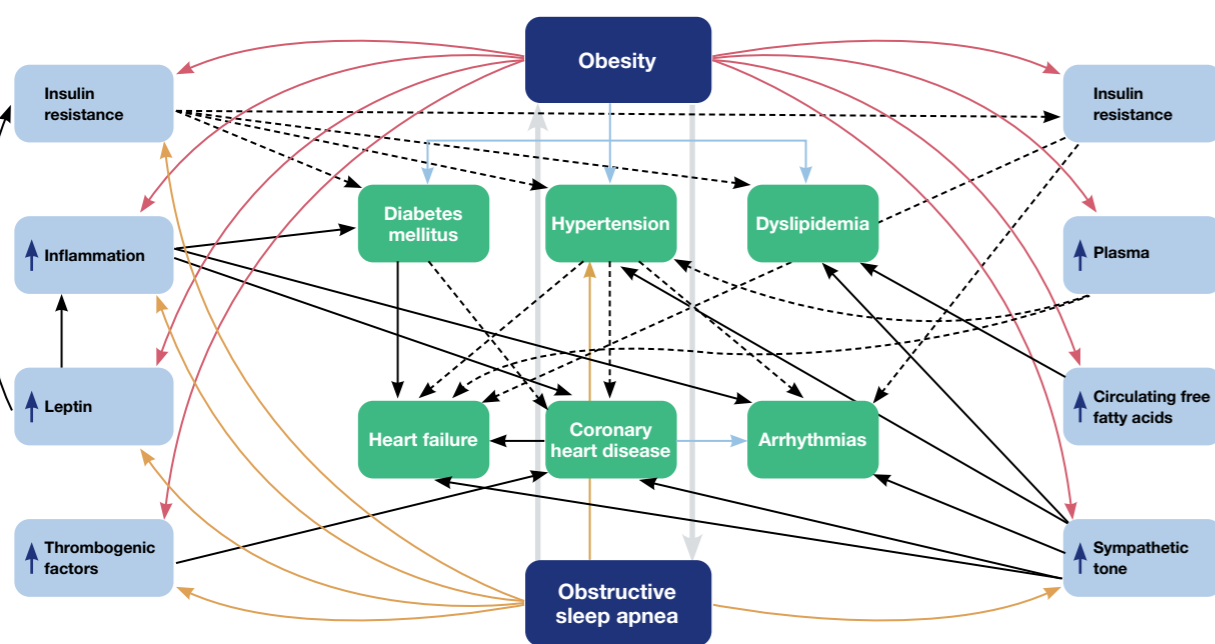 Obesity
Insulin
resistance
Insulin
resistance
Diabetes
mellitus
Hypertension
Dyslipidemia
Inflammation
Plasma
Leptin
Circulating free
fatty acids
Heart failure
Coronary
heart disease
Arrhythmias
Thrombogenic
factors
Sympathetic
tone
Obstructive
sleep apnea